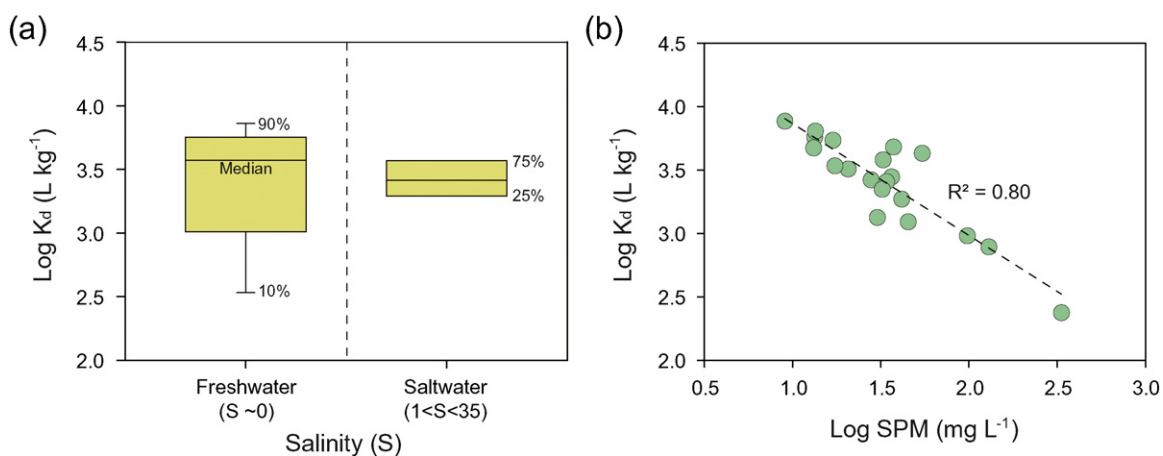 (a)
4.5
4.0
3.5
3.0
2.5
2.0
Log Kd (L kg⁻¹)
90%
Median
10%
75%
25%
Freshwater
(S ~0)
Saltwater
(1<S<35)
Salinity (S)
(b)
4.5
4.0
3.5
3.0
2.5
2.0
Log Kd (L kg⁻¹)
R² = 0.80
0.5 1.0 1.5 2.0 2.5 3.0
Log SPM (mg L⁻¹)